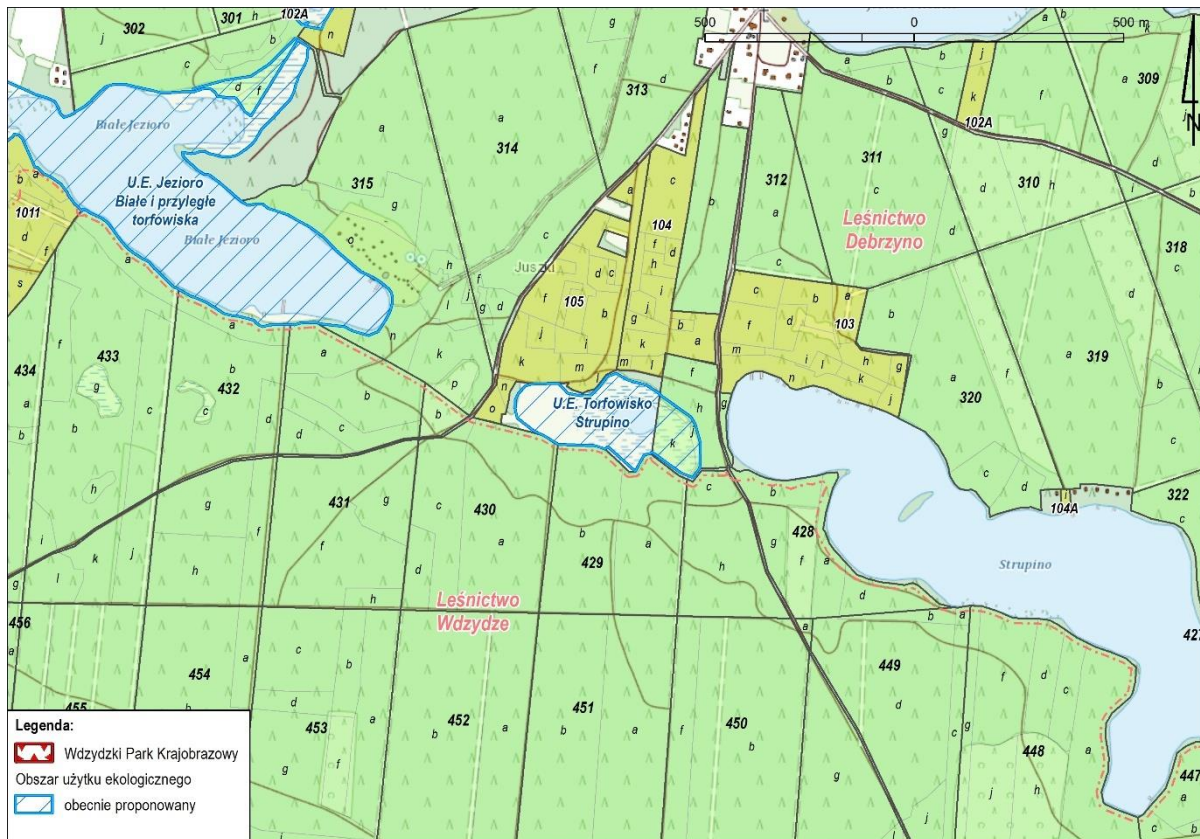 302
301
h
102A
n
j
b
c
d
f
500
0
500 m
313
f
d
a
b
k
309
j
c
k
f
a
102A
g
314
a
315
a
g
311
c
312
a
310
h
d
i
d
318
c
Białe Jezioro
U.E. Jezioro
Białe i przyległe
torfowiska
Białe Jezioro
b
a
1011
d
f
s
o
h
f
j
l
g
d
n
Juszki
c
a
c
104
f
d
h
i
b
105
d
c
f
b
g
j
i
k
k
m
l
m
b
a
f
Leśnictwo
Debrzyno
c
b
a
103
f
d
m
i
l
h
k
g
n
j
b
d
319
a
320
a
f
c
d
322
c
i
104A
434
f
433
g
c
432
a
b
c
d
d
c
a
k
p
b
b
n
o
U.E. Torfowisko
Strupino
h
j
k
g
c
b
428
g
f
a
d
h
i
g
l
k
j
h
g
f
431
g
f
h
c
430
d
g
f
b
a
429
b
a
h
Strupino
427
Leśnictwo
Wdzydze
456
a
454
a
b
455
c
b
d
453
a
g
f
452
b
a
451
b
a
f
450
b
a
b
a
449
d
c
g
f
d
c
448
a
j
h
b
447
a
c
b
N
Legenda:
Wdzydzki Park Krajobrazowy
Obszar użytku ekologicznego
obecnie proponowany